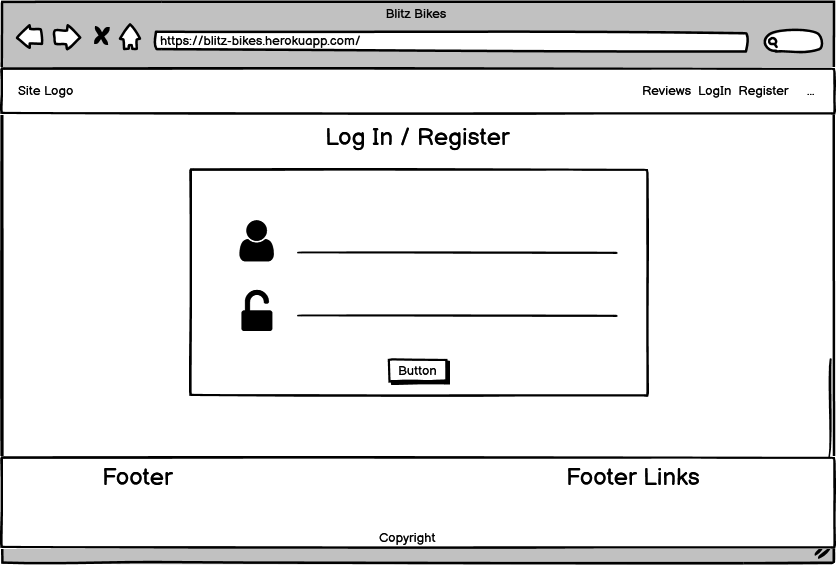 Blitz Bikes
https://blitz-bikes.herokuapp.com/
Site Logo Reviews LogIn Register ...
Log In / Register
Button
Footer Footer Links
Copyright